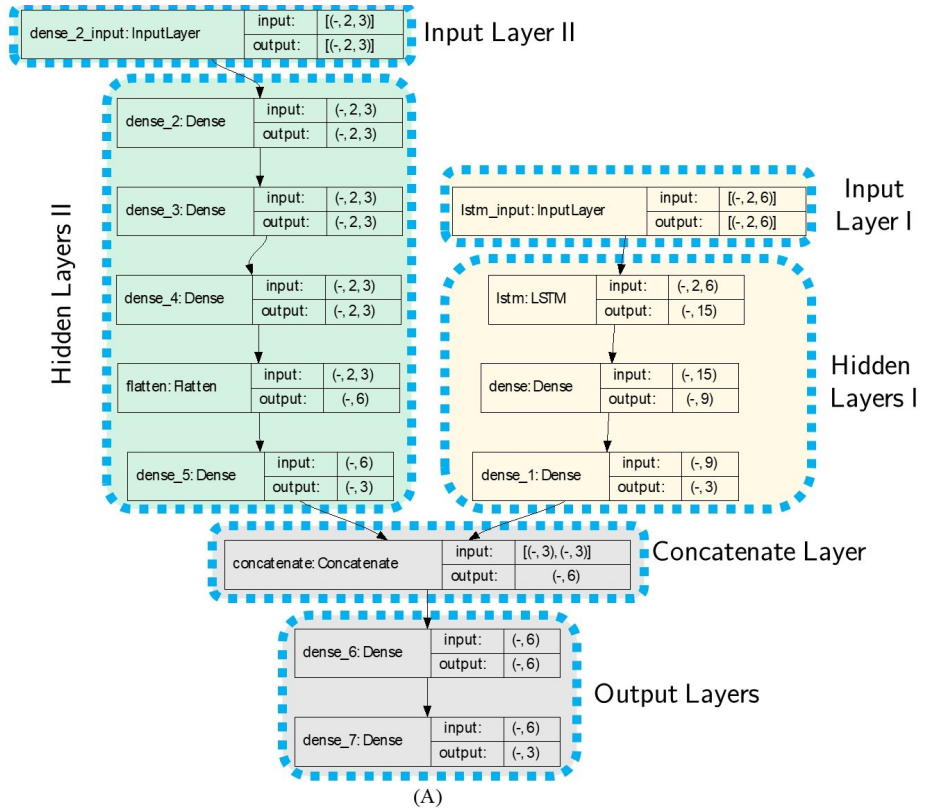 dense_2_input: InputLayer
input: [(-, 2, 3)]
output: [(-, 2, 3)]
Input Layer II
Hidden Layers II
dense_2: Dense
input: (-, 2, 3)
output: (-, 2, 3)
dense_3: Dense
input: (-, 2, 3)
output: (-, 2, 3)
dense_4: Dense
input: (-, 2, 3)
output: (-, 2, 3)
flatten: Flatten
input: (-, 2, 3)
output: (-, 6)
dense_5: Dense
input: (-, 6)
output: (-, 3)
Input
Layer I
lstm_input: InputLayer
input: [(-, 2, 6)]
output: [(-, 2, 6)]
lstm: LSTM
input: (-, 2, 6)
output: (-, 15)
dense: Dense
input: (-, 15)
output: (-, 9)
Hidden
Layers I
dense_1: Dense
input: (-, 9)
output: (-, 3)
concatenate: Concatenate
input: [(-, 3), (-, 3)]
output: (-, 6)
Concatenate Layer
dense_6: Dense
input: (-, 6)
output: (-, 6)
Output Layers
dense_7: Dense
input: (-, 6)
output: (-, 3)
(A)